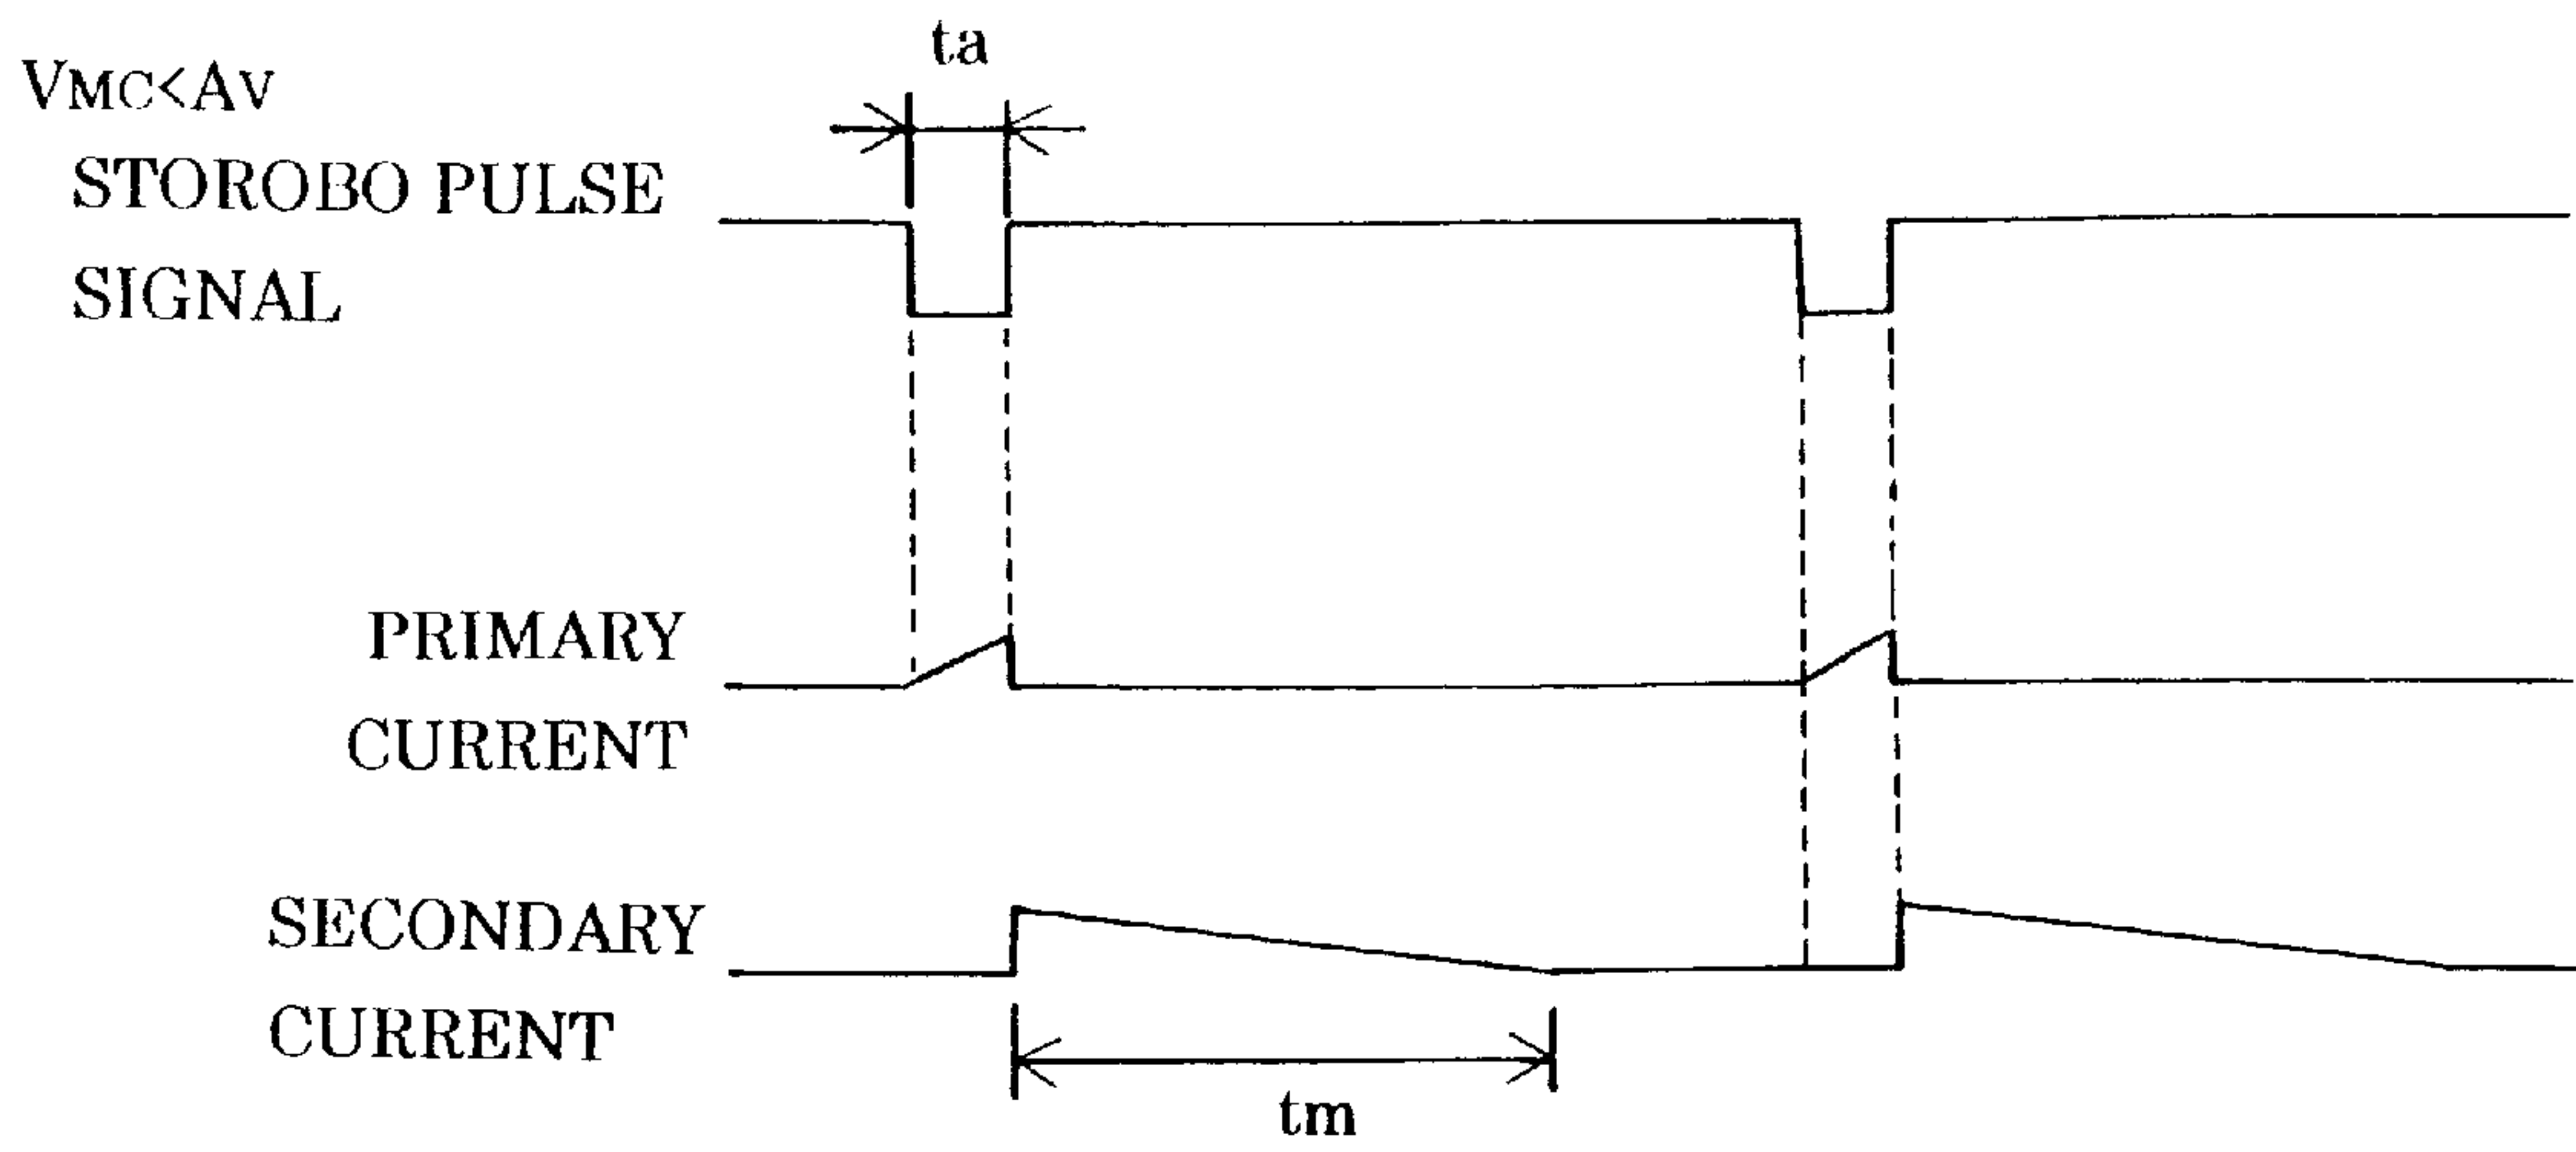 ta
VMC<AV
STOROBO PULSE
SIGNAL
PRIMARY
CURRENT
SECONDARY
CURRENT
tm